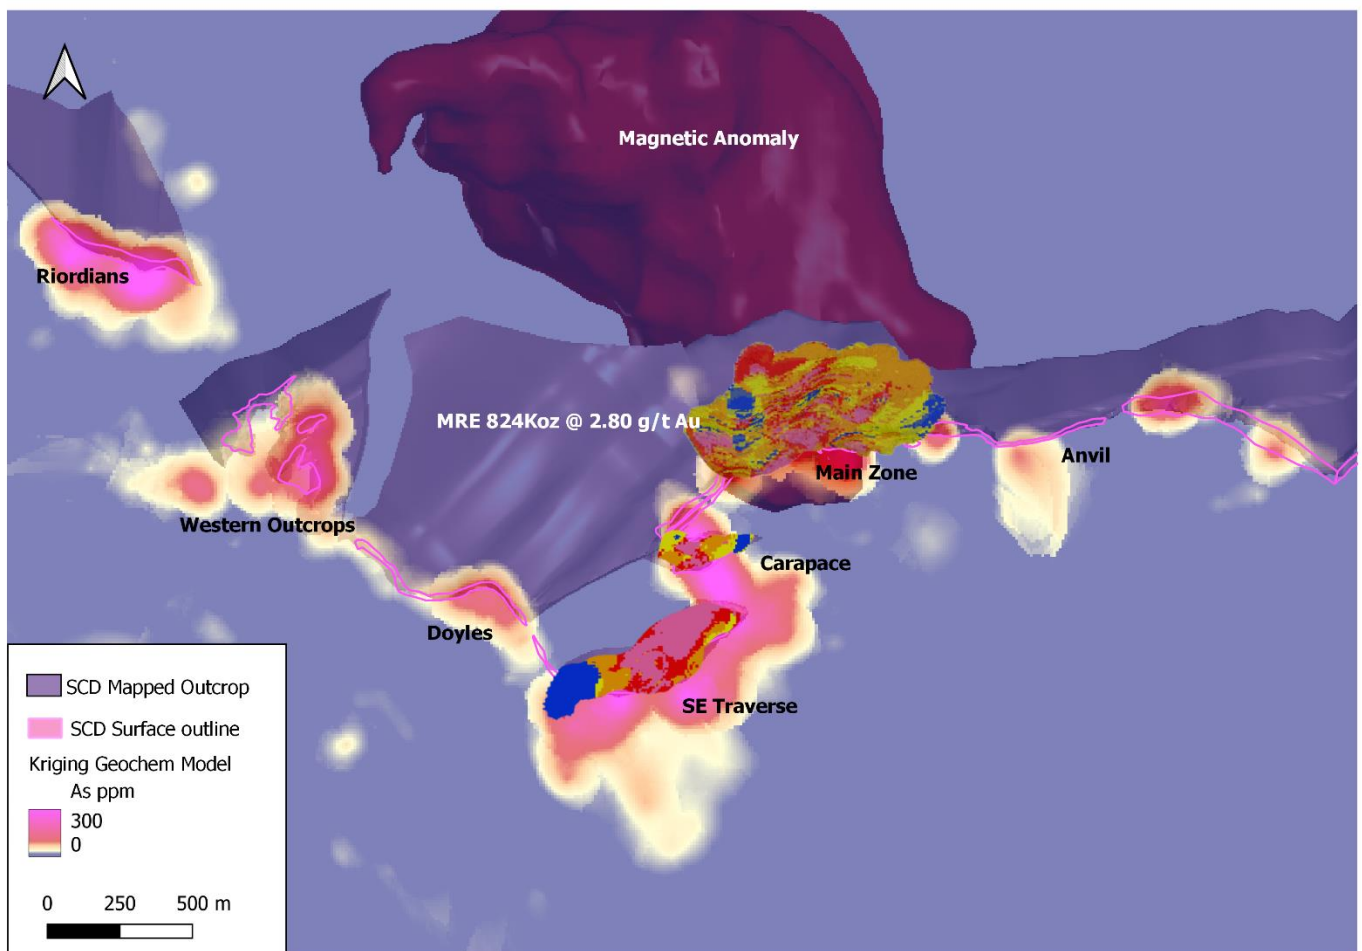 Magnetic Anomaly
Riordians
MRE 824Koz @ 2.80 g/t Au
Main Zone
Anvil
Western Outcrops
Carapace
Doyles
SE Traverse
SCD Mapped Outcrop
SCD Surface outline
Kriging Geochem Model
As ppm
300
0
0 250 500 m